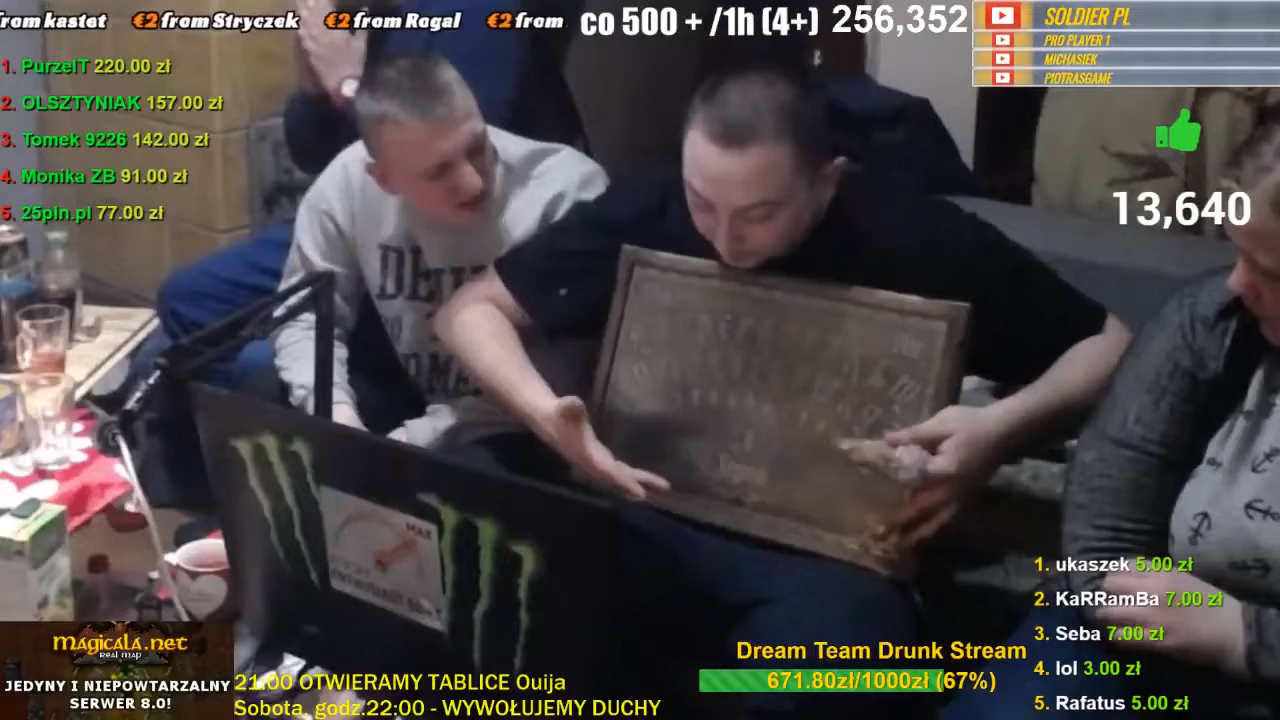 from kastet €2 from Stryczek €2 from Rogal €2 from
co 500 + /1h (4+) 256,352
SOLDIER PL
PRO PLAYER 1
MICHASIEK
PIOTRASGAME
1. PurzelT 220.00 zł
2. OLSZTYNIAK 157.00 zł
3. Tomek 9226 142.00 zł
4. Monika ZB 91.00 zł
5. 25pln.pl 77.00 zł
13,640
MAX
1. ukaszek 5.00 zł
2. KaRRamBa 7.00 zł
3. Seba 7.00 zł
4. lol 3.00 zł
5. Rafatus 5.00 zł
Dream Team Drunk Stream
671.80zł/1000zł (67%)
Magicala.net
REAL MAP
JEDYNY I NIEPOWTARZALNY
SERWER 8.0!
21:00 OTWIERAMY TABLICE Ouija
Sobota, godz.22:00 - WYWOŁUJEMY DUCHY